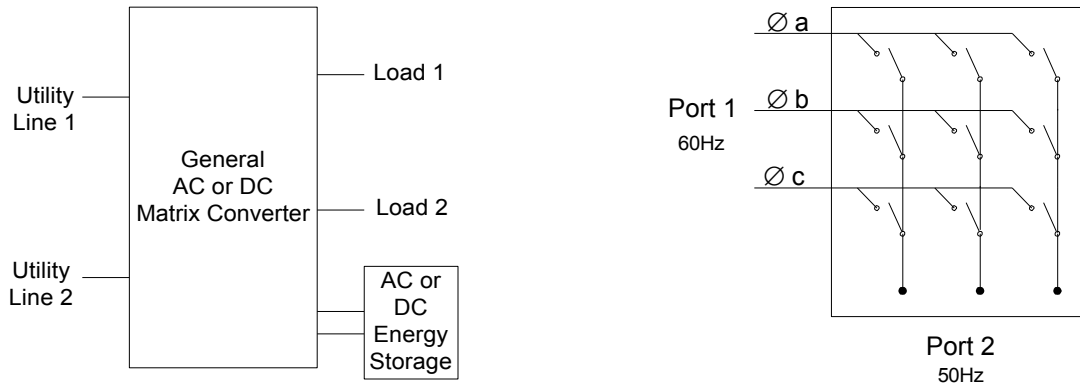 Utility
Line 1
General
AC or DC
Matrix Converter
Load 1
Load 2
Utility
Line 2
AC or
DC
Energy
Storage
∅ a
∅ b
∅ c
Port 1
60Hz
Port 2
50Hz